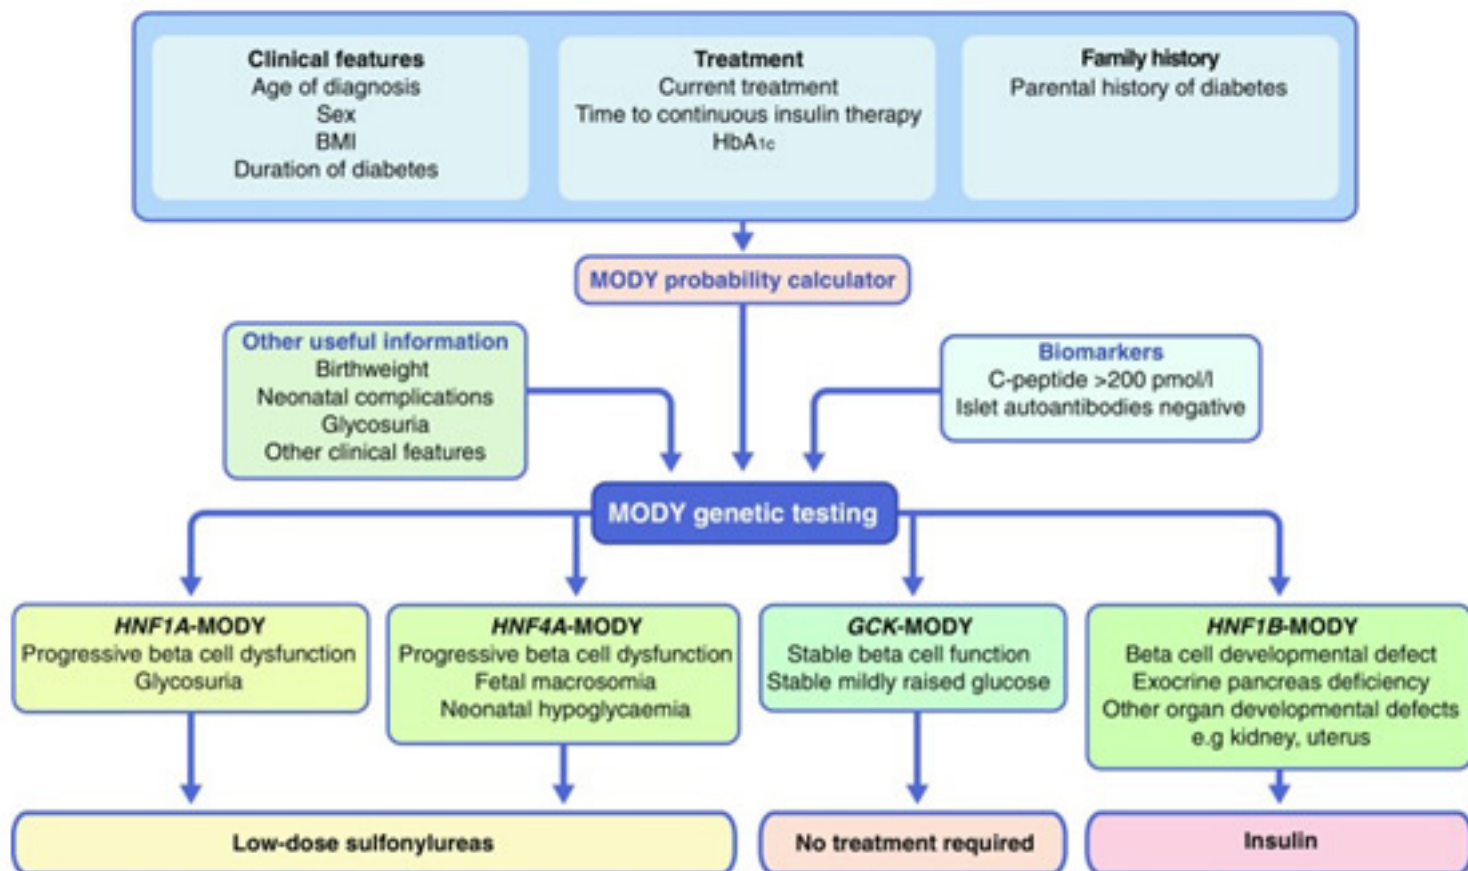 Clinical features
Age of diagnosis
Sex
BMI
Duration of diabetes
Treatment
Current treatment
Time to continuous insulin therapy
HbA1c
Family history
Parental history of diabetes
MODY probability calculator
Other useful information
Birthweight
Neonatal complications
Glycosuria
Other clinical features
Biomarkers
C-peptide >200 pmol/l
Islet autoantibodies negative
MODY genetic testing
HNF1A-MODY
Progressive beta cell dysfunction
Glycosuria
HNF4A-MODY
Progressive beta cell dysfunction
Fetal macrosomia
Neonatal hypoglycaemia
GCK-MODY
Stable beta cell function
Stable mildly raised glucose
HNF1B-MODY
Beta cell developmental defect
Exocrine pancreas deficiency
Other organ developmental defects
e.g kidney, uterus
Low-dose sulfonylureas
No treatment required
Insulin